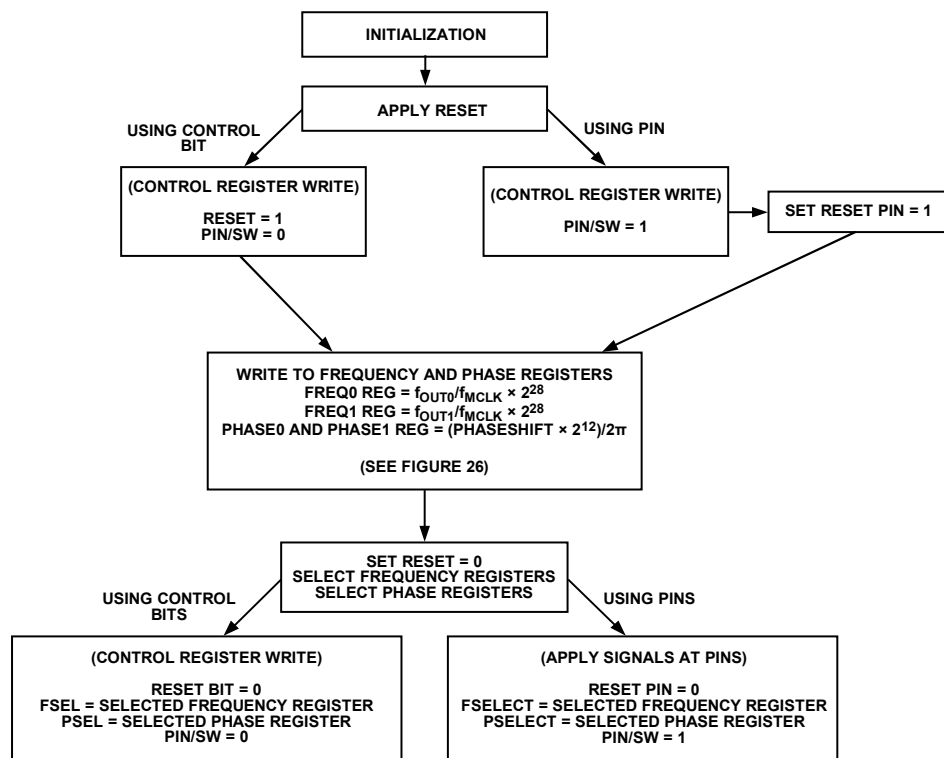 INITIALIZATION
APPLY RESET
USING CONTROL
BIT
USING PIN
(CONTROL REGISTER WRITE)
RESET = 1
PIN/SW = 0
(CONTROL REGISTER WRITE)
PIN/SW = 1
SET RESET PIN = 1
WRITE TO FREQUENCY AND PHASE REGISTERS
FREQ0 REG = fOUT0/fMCLK × 2^28
FREQ1 REG = fOUT1/fMCLK × 2^28
PHASE0 AND PHASE1 REG = (PHASESHIFT × 2^12)/2π
(SEE FIGURE 26)
SET RESET = 0
SELECT FREQUENCY REGISTERS
SELECT PHASE REGISTERS
USING CONTROL
BITS
USING PINS
(CONTROL REGISTER WRITE)
RESET BIT = 0
FSEL = SELECTED FREQUENCY REGISTER
PSEL = SELECTED PHASE REGISTER
PIN/SW = 0
(APPLY SIGNALS AT PINS)
RESET PIN = 0
FSELECT = SELECTED FREQUENCY REGISTER
PSELECT = SELECTED PHASE REGISTER
PIN/SW = 1